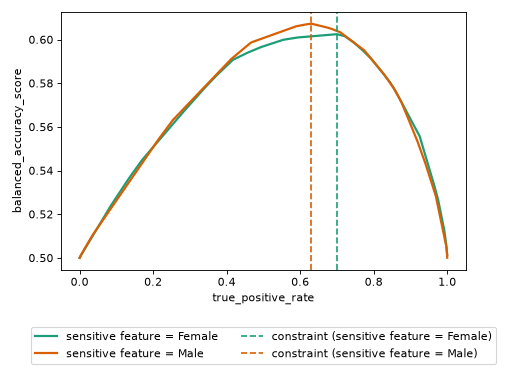 0.60
0.58
0.56
0.54
0.52
0.50
balanced_accuracy_score
0.0 0.2 0.4 0.6 0.8 1.0
true_positive_rate
sensitive feature = Female
sensitive feature = Male
constraint (sensitive feature = Female)
constraint (sensitive feature = Male)